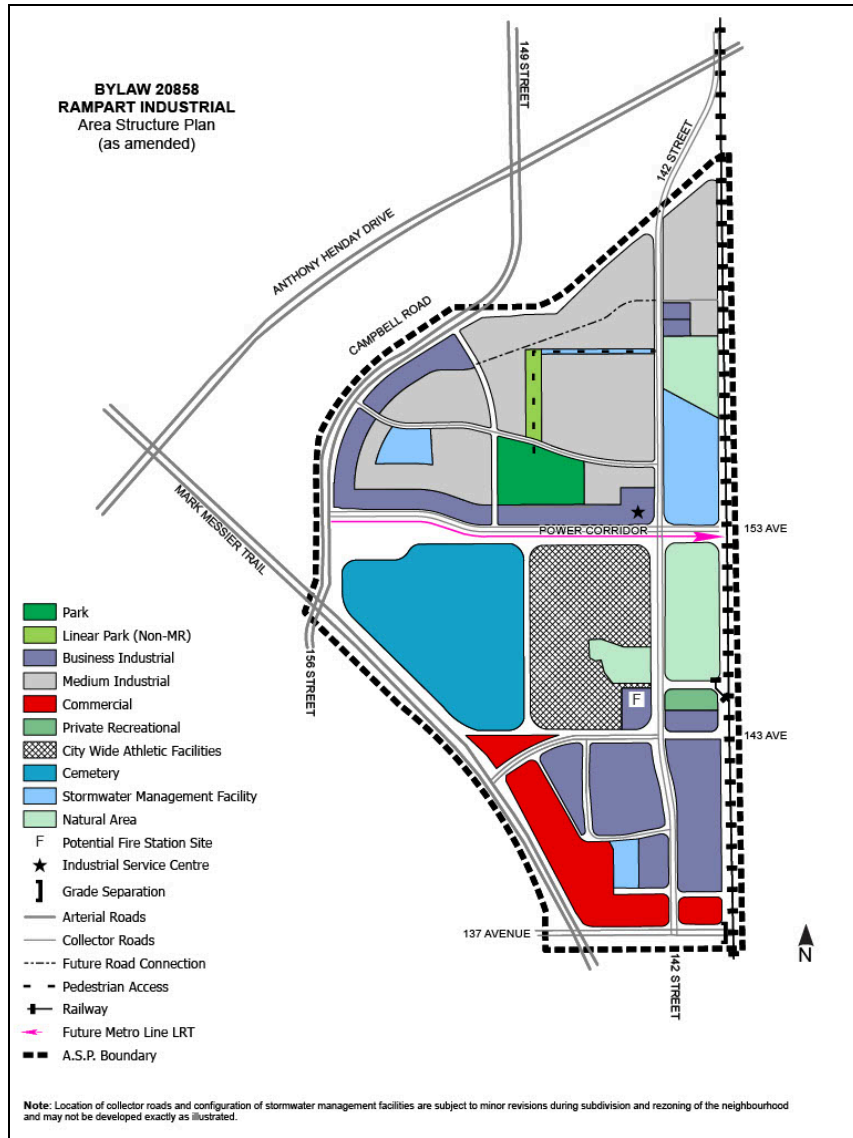 BYLAW 20858
RAMPART INDUSTRIAL
Area Structure Plan
(as amended)
149 STREET
142 STREET
ANTHONY HENDAY DRIVE
CAMPBELL ROAD
MARK MESSIER TRAIL
POWER CORRIDOR
153 AVE
156 STREET
F
143 AVE
137 AVENUE
142 STREET
N
Park
Linear Park (Non-MR)
Business Industrial
Medium Industrial
Commercial
Private Recreational
City Wide Athletic Facilities
Cemetery
Stormwater Management Facility
Natural Area
F Potential Fire Station Site
Industrial Service Centre
Grade Separation
Arterial Roads
Collector Roads
Future Road Connection
Pedestrian Access
Railway
Future Metro Line LRT
A.S.P. Boundary
Note: Location of collector roads and configuration of stormwater management facilities are subject to minor revisions during subdivision and rezoning of the neighbourhood
and may not be developed exactly as illustrated.